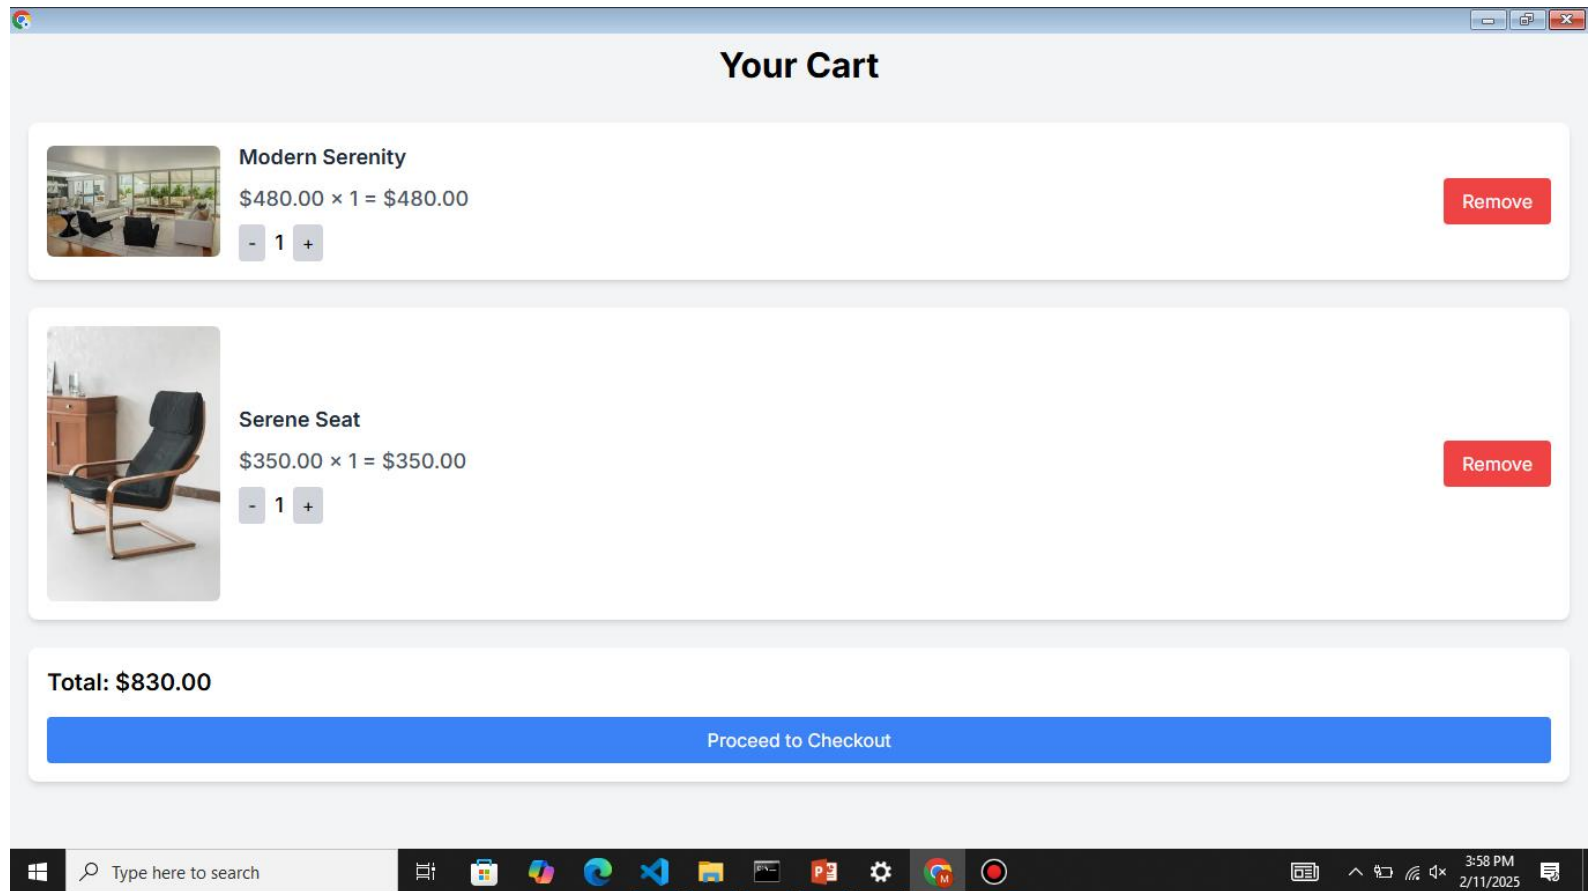 Your Cart
Modern Serenity
$480.00 × 1 = $480.00
- 1 +
Remove
Serene Seat
$350.00 × 1 = $350.00
- 1 +
Remove
Total: $830.00
Proceed to Checkout
Type here to search
3:58 PM
2/11/2025